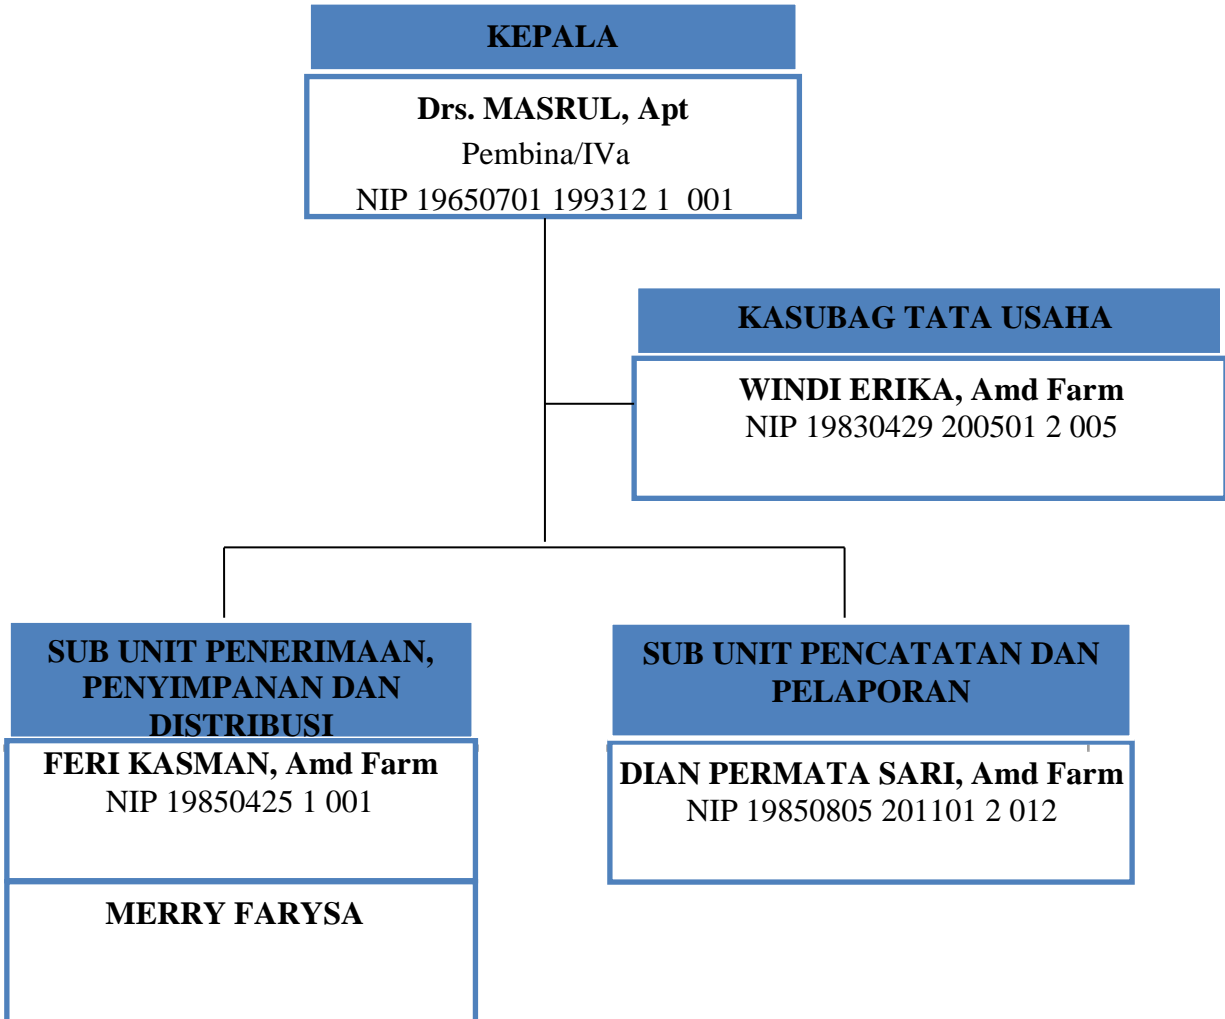 KEPALA
Drs. MASRUL, Apt
Pembina/IVa
NIP 19650701 199312 1  001
KASUBAG TATA USAHA
WINDI ERIKA, Amd Farm
NIP 19830429 200501 2 005
SUB UNIT PENERIMAAN,
PENYIMPANAN DAN
DISTRIBUSI
FERI KASMAN, Amd Farm
NIP 19850425 1 001
MERRY FARYSA
SUB UNIT PENCATATAN DAN
PELAPORAN
DIAN PERMATA SARI, Amd Farm
NIP 19850805 201101 2 012